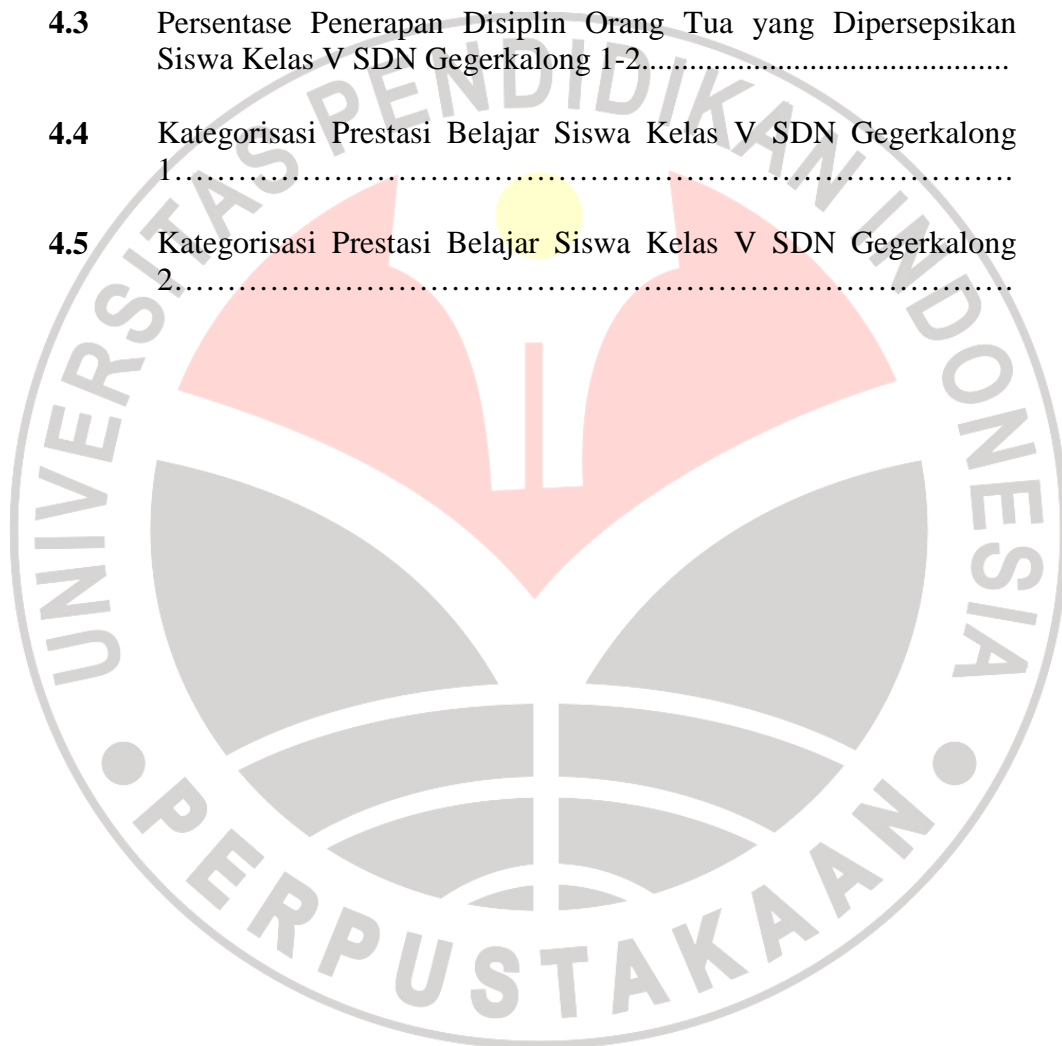 4.3 Persentase Penerapan Disiplin Orang Tua yang Dipersepsikan
Siswa Kelas V SDN Gegerkalong 1-2............................................
4.4 Kategorisasi Prestasi Belajar Siswa Kelas V SDN Gegerkalong
1……………………………………………………………………….
4.5 Kategorisasi Prestasi Belajar Siswa Kelas V SDN Gegerkalong
2……………………………………………………………………….
UNIVERSITAS PENDIDIKAN INDONESIA
PERPUSTAKAAN